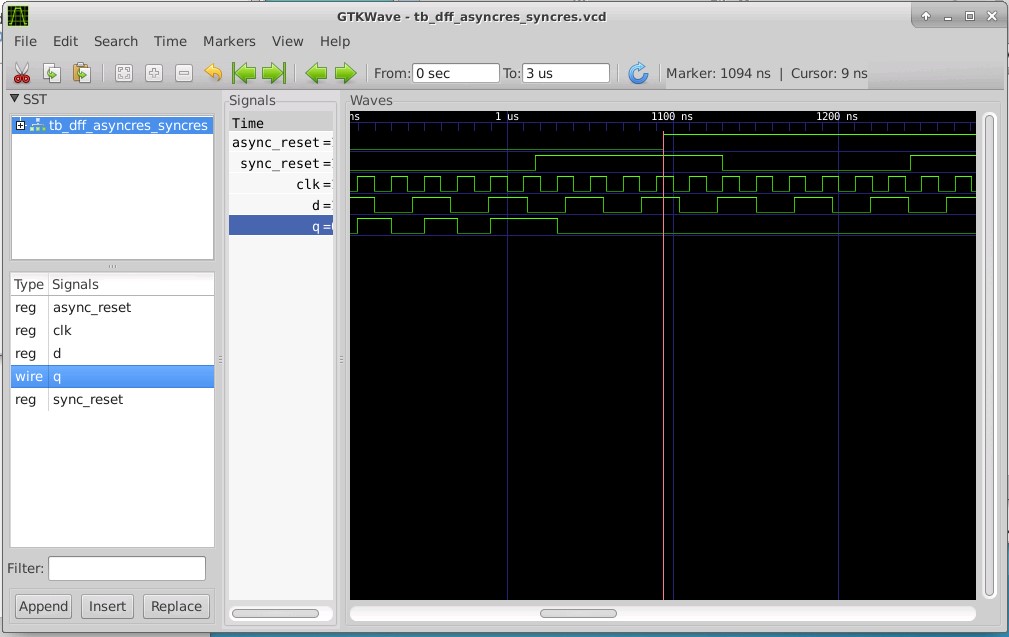 GTKWave - tb_dff_asyncres_syncres.vcd
File Edit Search Time Markers View Help
From: 0 sec To: 3 us Marker: 1094 ns | Cursor: 9 ns
SST
tb_dff_asyncres_syncres
Type Signals
reg async_reset
reg clk
reg d
wire q
reg sync_reset
Filter:
Append Insert Replace
Signals
Time
async_reset =
sync_reset =
clk =
d =
q =
Waves
ns 1 us 1100 ns 1200 ns